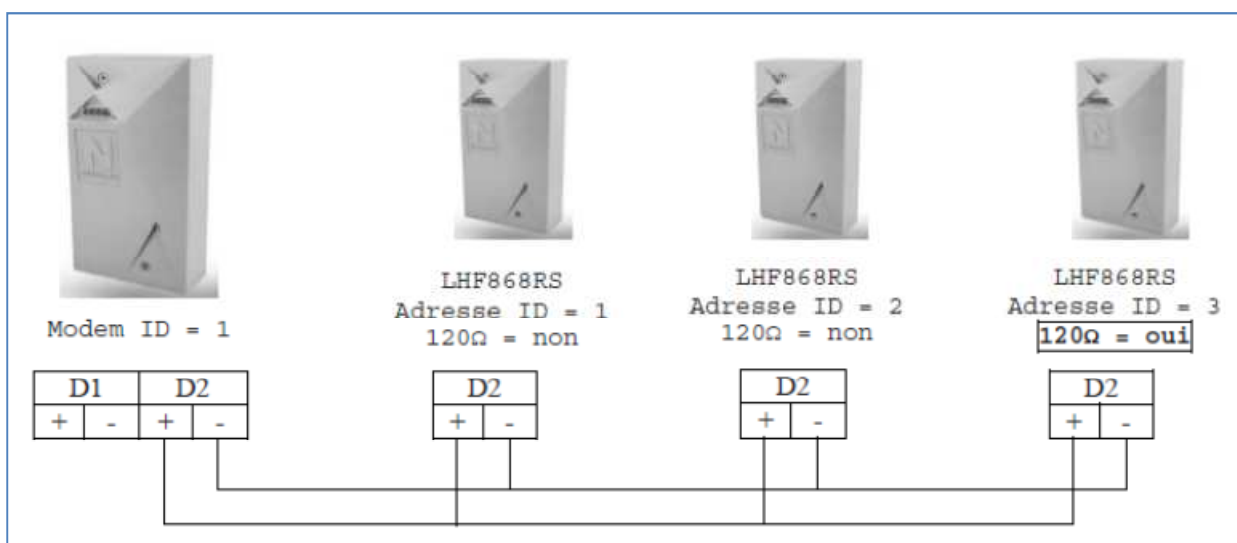 Modem ID = 1
LHF868RS
Adresse ID = 1
120Ω = non
LHF868RS
Adresse ID = 2
120Ω = non
LHF868RS
Adresse ID = 3
120Ω = oui
D1 D2
+ - + -
D2
+ -
D2
+ -
D2
+ -